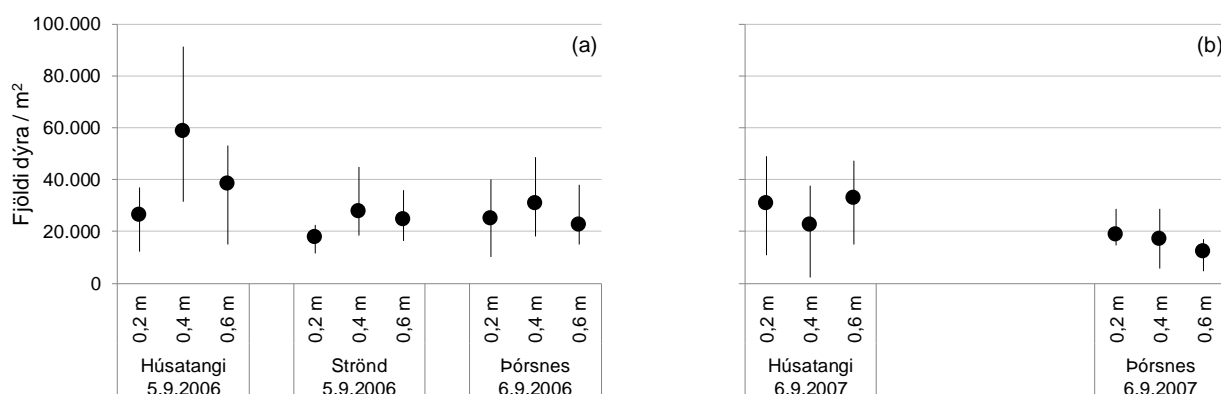 Fjöldi dýra / m²
100.000
80.000
60.000
40.000
20.000
0
(a)
0,2 m 0,4 m 0,6 m 0,2 m 0,4 m 0,6 m 0,2 m 0,4 m 0,6 m
Húsatangi Strönd Þórsnes
5.9.2006 5.9.2006 6.9.2006
(b)
0,2 m 0,4 m 0,6 m 0,2 m 0,4 m 0,6 m
Húsatangi Þórsnes
6.9.2007 6.9.2007